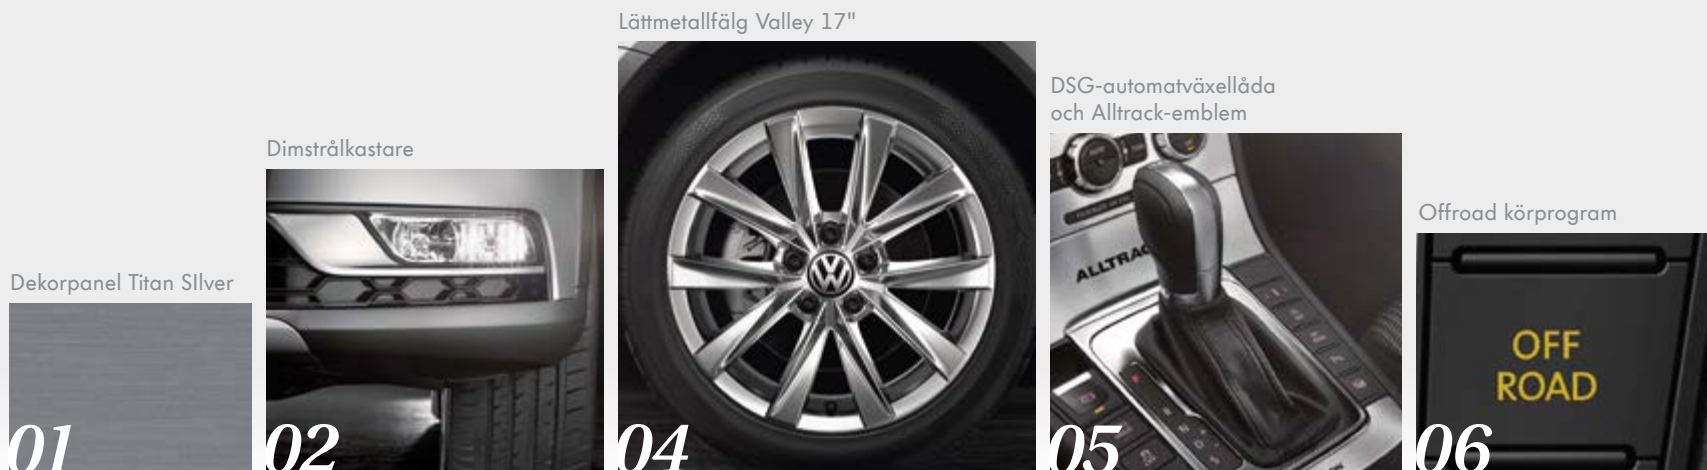 Dekorpanel Titan SIlver
01
Dimstrålkastare
02
Lättmetallfälg Valley 17"
04
DSG-automatväxellåda
och Alltrack-emblem
ALLTRAC
05
Offroad körprogram
OFF
ROAD
06